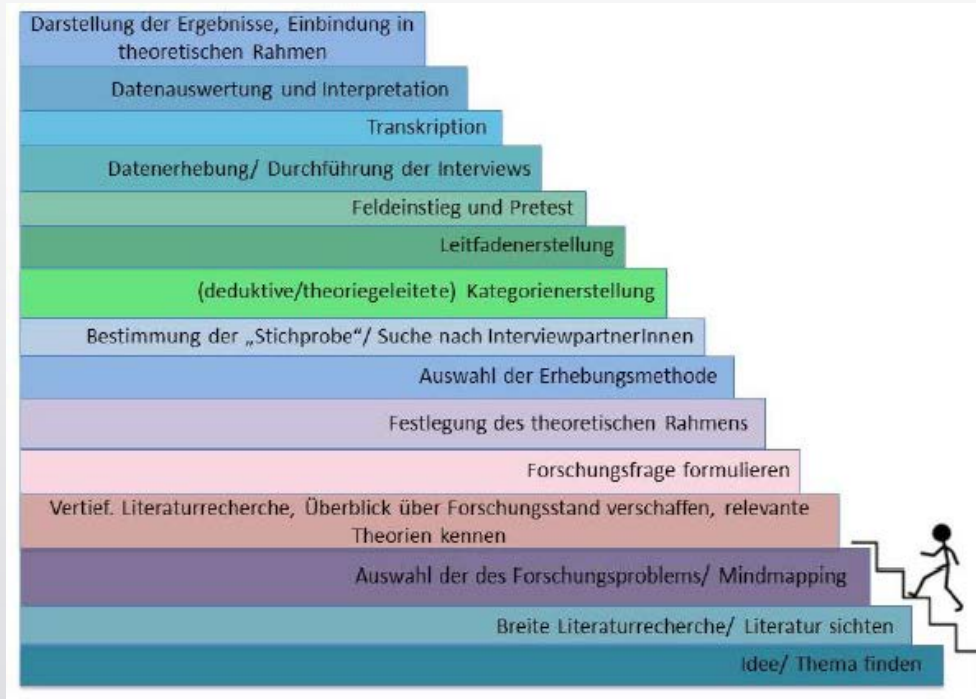 Darstellung der Ergebnisse, Einbindung in
theoretischen Rahmen
Datenauswertung und Interpretation
Transkription
Datenerhebung/ Durchführung der Interviews
Feldeinstieg und Pretest
Leitfadenerstellung
(deduktive/theoriegeleitete) Kategorienerstellung
Bestimmung der „Stichprobe“/ Suche nach InterviewpartnerInnen
Auswahl der Erhebungsmethode
Festlegung des theoretischen Rahmens
Forschungsfrage formulieren
Vertief. Literaturrecherche, Überblick über Forschungsstand verschaffen, relevante
Theorien kennen
Auswahl der des Forschungsproblems/ Mindmapping
Breite Literaturrecherche/ Literatur sichten
Idee/ Thema finden